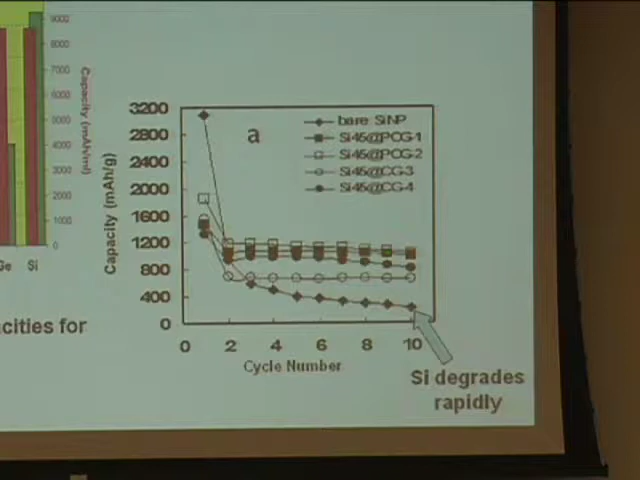 9000
8000
7000
6000
5000
4000
3000
2000
1000
0
Capacity (mAh/ml)
Ge Si
acities for
Capacity (mAh/g)
3200
2800
2400
2000
1600
1200
800
400
0
a
bare SiNP
Si45@PCG-1
Si45@PCG-2
Si45@CG-3
Si45@CG-4
0 2 4 6 8 10
Cycle Number
Si degrades
rapidly